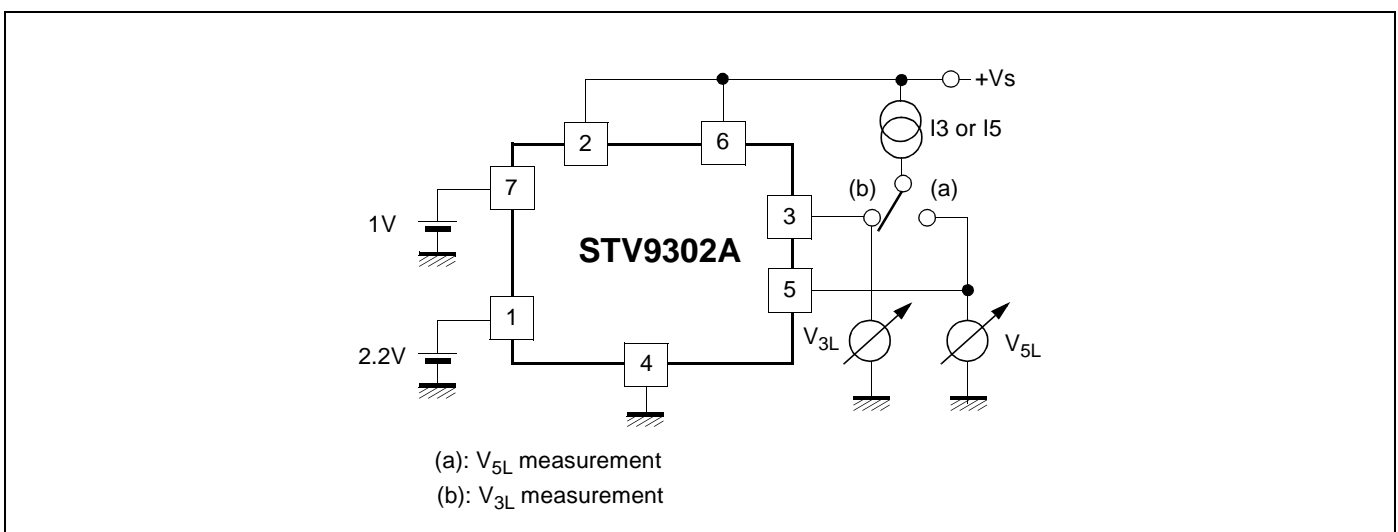 +Vs
I3 or I5
2
6
7
(b)
(a)
1V
3
STV9302A
5
1
V3L
V5L
2.2V
4
(a): V5L measurement
(b): V3L measurement